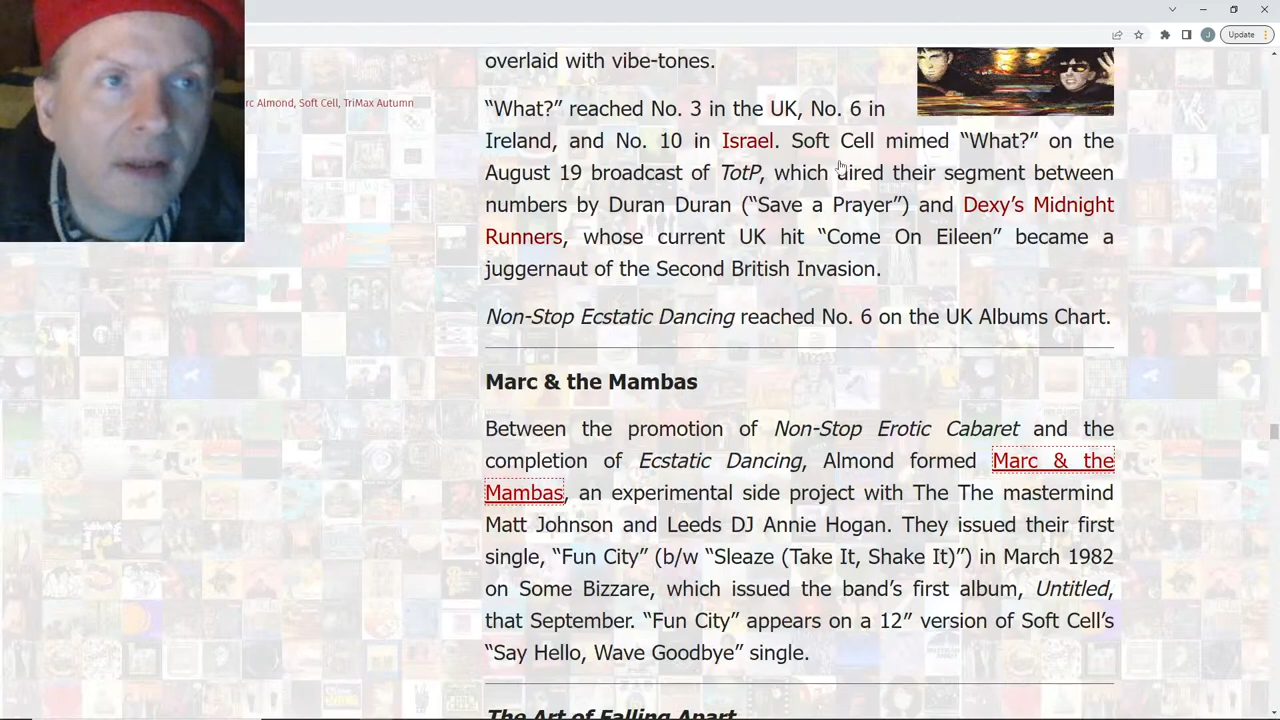 Update
rc Almond, Soft Cell, TriMax Autumn
overlaid with vibe-tones.
“What?” reached No. 3 in the UK, No. 6 in
Ireland, and No. 10 in Israel. Soft Cell mimed “What?” on the
August 19 broadcast of TotP, which aired their segment between
numbers by Duran Duran (“Save a Prayer”) and Dexy’s Midnight
Runners, whose current UK hit “Come On Eileen” became a
juggernaut of the Second British Invasion.
Non-Stop Ecstatic Dancing reached No. 6 on the UK Albums Chart.
Marc & the Mambas
Between the promotion of Non-Stop Erotic Cabaret and the
completion of Ecstatic Dancing, Almond formed Marc & the
Mambas, an experimental side project with The The mastermind
Matt Johnson and Leeds DJ Annie Hogan. They issued their first
single, “Fun City” (b/w “Sleaze (Take It, Shake It)”) in March 1982
on Some Bizzare, which issued the band’s first album, Untitled,
that September. “Fun City” appears on a 12” version of Soft Cell’s
“Say Hello, Wave Goodbye” single.
The Art of Falling Apart